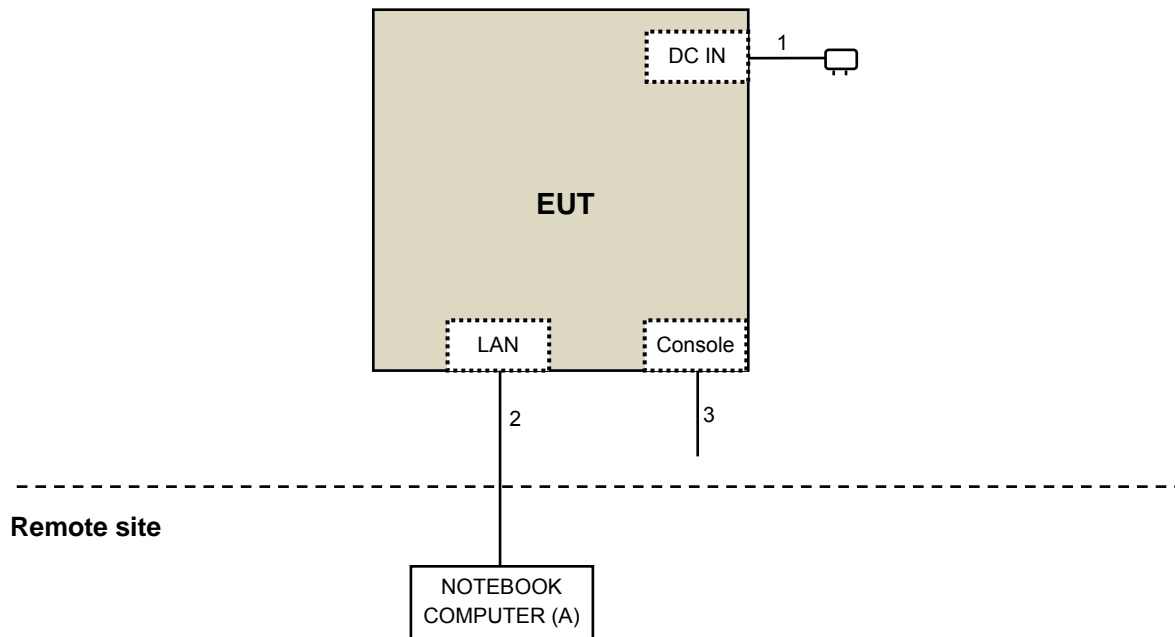 DC IN
1
EUT
LAN
Console
2
3
Remote site
NOTEBOOK
COMPUTER (A)